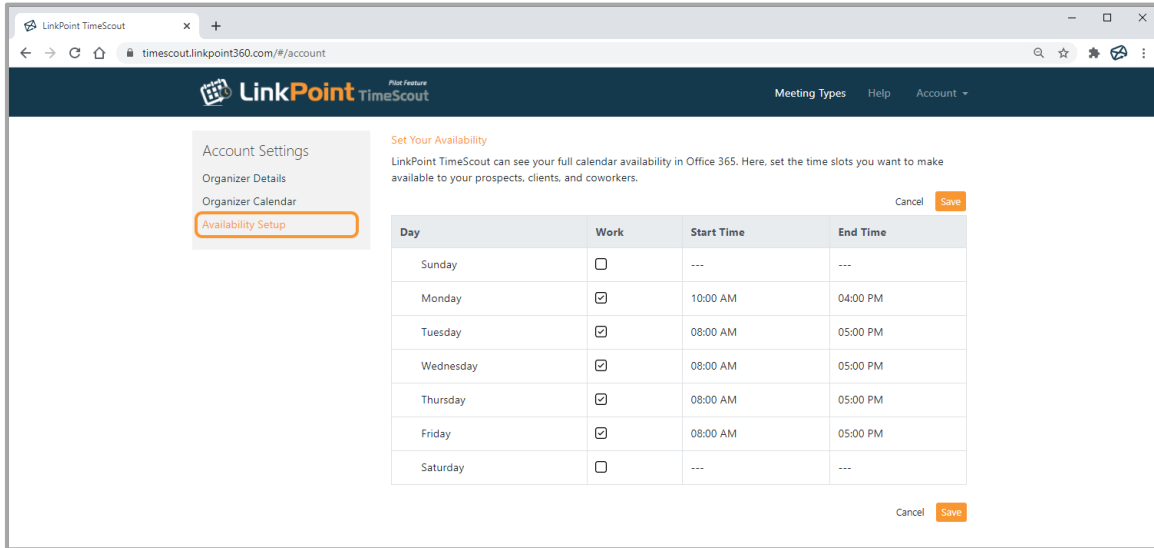 LinkPoint TimeScout
timescout.linkpoint360.com/#/account
LinkPoint TimeScout Pilot Feature
Meeting Types Help Account
Account Settings
Organizer Details
Organizer Calendar
Availability Setup
Set Your Availability
LinkPoint TimeScout can see your full calendar availability in Office 365. Here, set the time slots you want to make
available to your prospects, clients, and coworkers.
Cancel Save
Day Work Start Time End Time
Sunday --- ---
Monday 10:00 AM 04:00 PM
Tuesday 08:00 AM 05:00 PM
Wednesday 08:00 AM 05:00 PM
Thursday 08:00 AM 05:00 PM
Friday 08:00 AM 05:00 PM
Saturday --- ---
Cancel Save